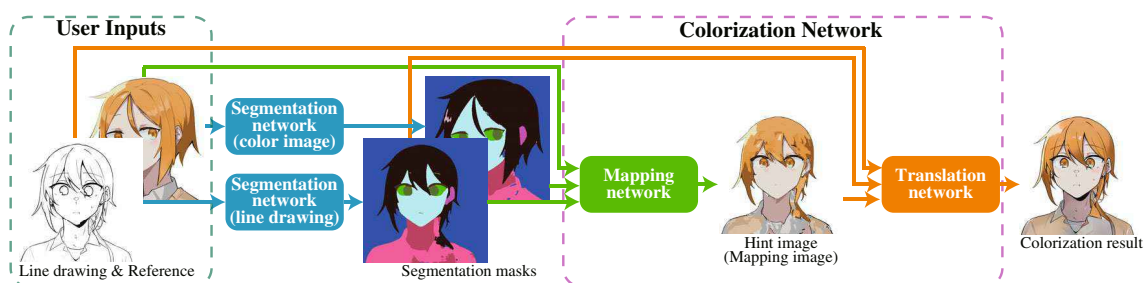 User Inputs
Colorization Network
Segmentation
network
(color image)
Segmentation
network
(line drawing)
Mapping
network
Translation
network
Line drawing & Reference
Segmentation masks
Hint image
(Mapping image)
Colorization result